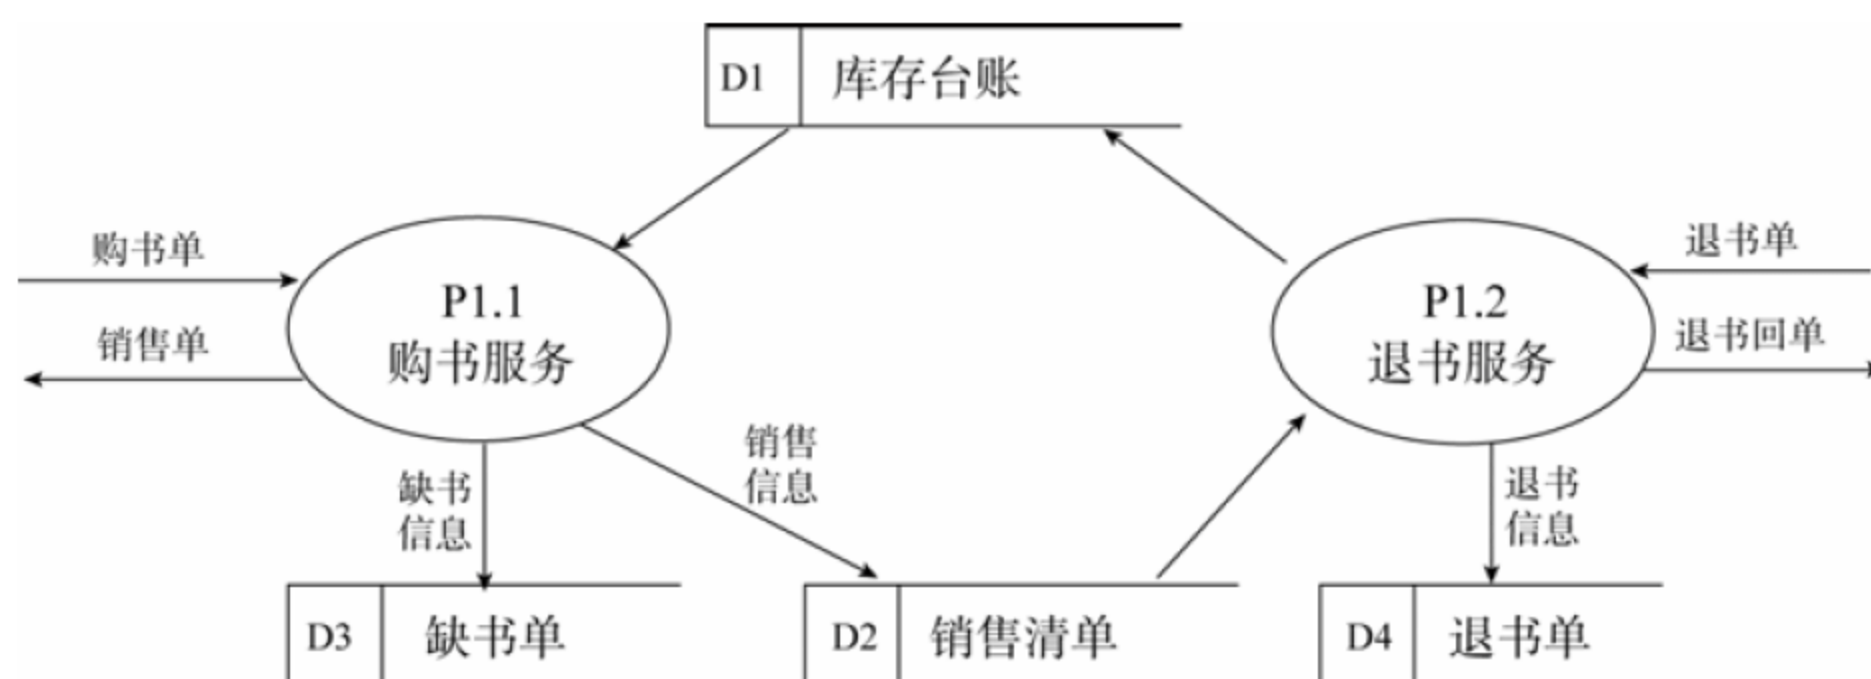 D1 库存台账
购书单
退书单
P1.1
购书服务
P1.2
退书服务
销售单
退书回单
缺书
信息
销售
信息
退书
信息
D3 缺书单
D2 销售清单
D4 退书单